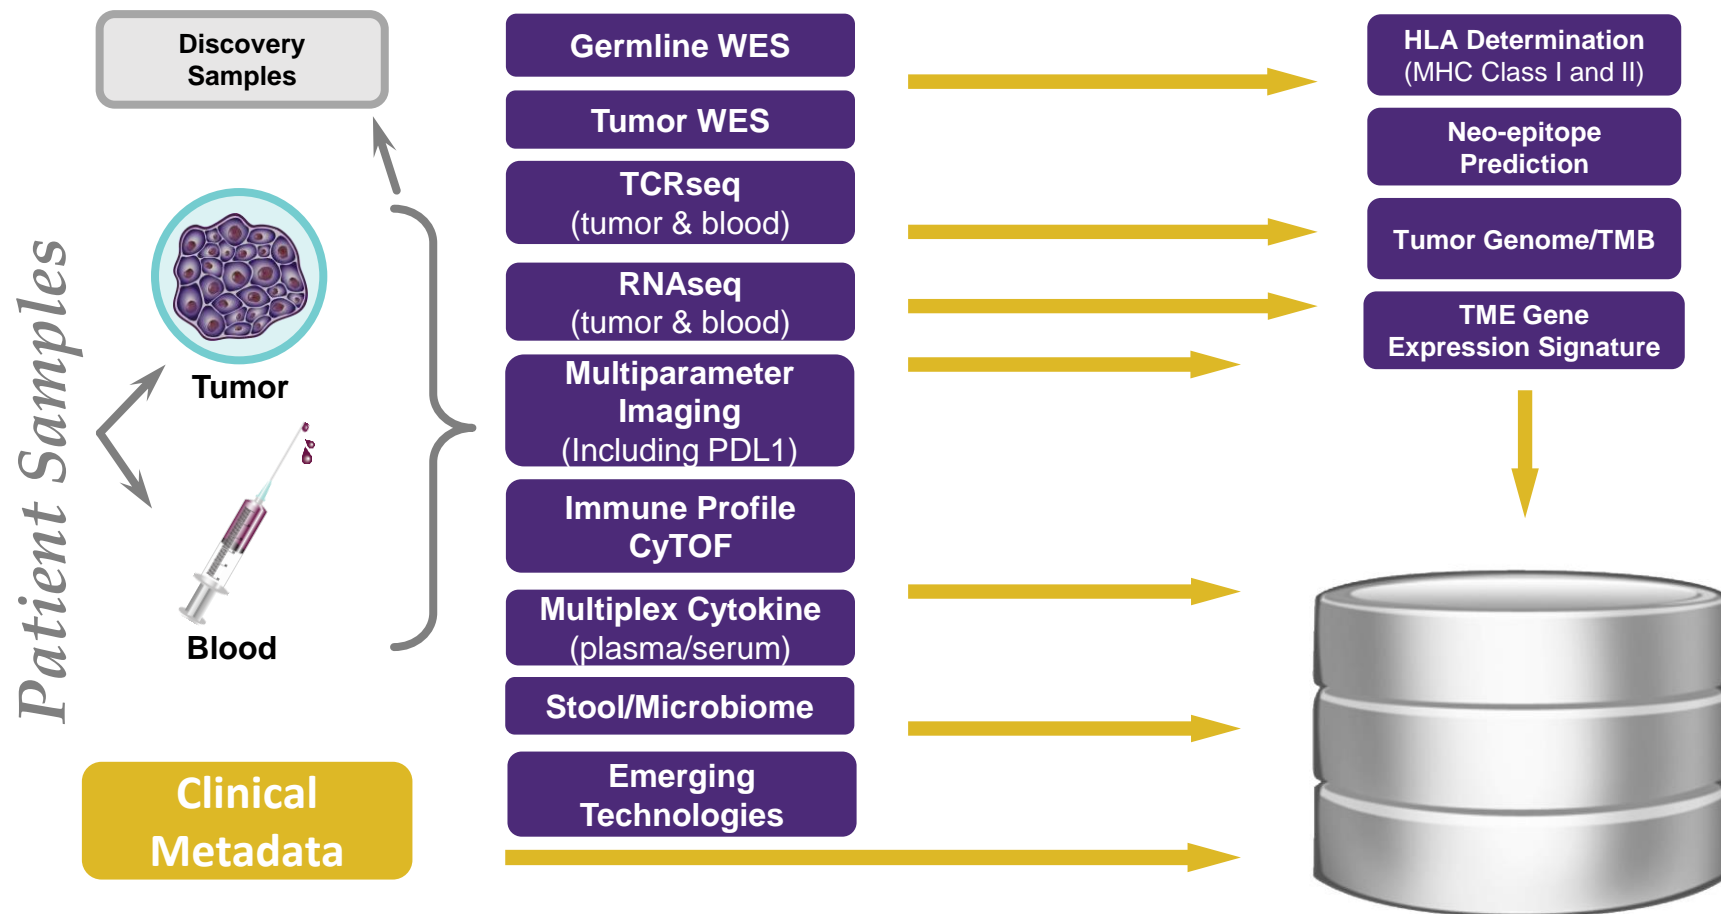 Patient Samples
Discovery
Samples
Tumor
Blood
Clinical
Metadata
Germline WES
Tumor WES
TCRseq
(tumor & blood)
RNAseq
(tumor & blood)
Multiparameter
Imaging
(Including PDL1)
Immune Profile
CyTOF
Multiplex Cytokine
(plasma/serum)
Stool/Microbiome
Emerging
Technologies
HLA Determination
(MHC Class I and II)
Neo-epitope
Prediction
Tumor Genome/TMB
TME Gene
Expression Signature